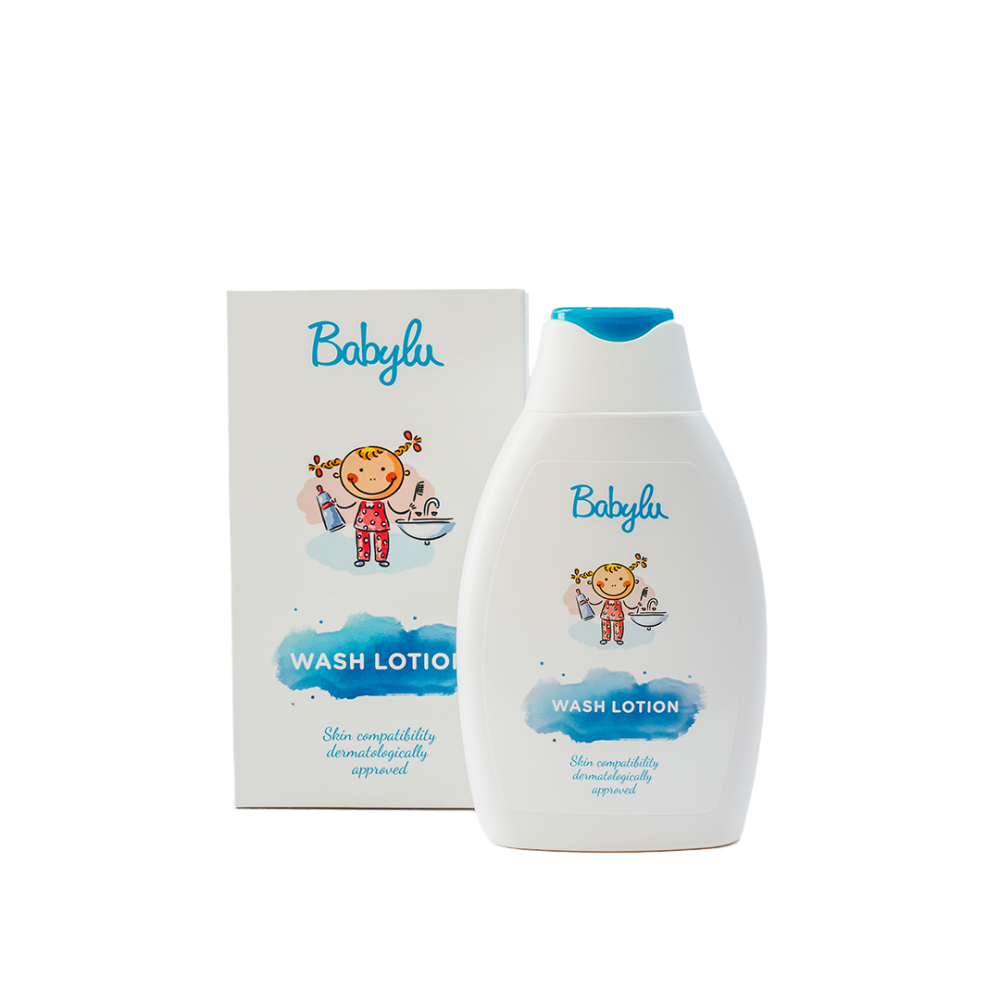 Babylu
WASH LOTION
Skin compatibility
dermatologically
approved
Babylu
WASH LOTION
Skin compatibility
dermatologically
approved